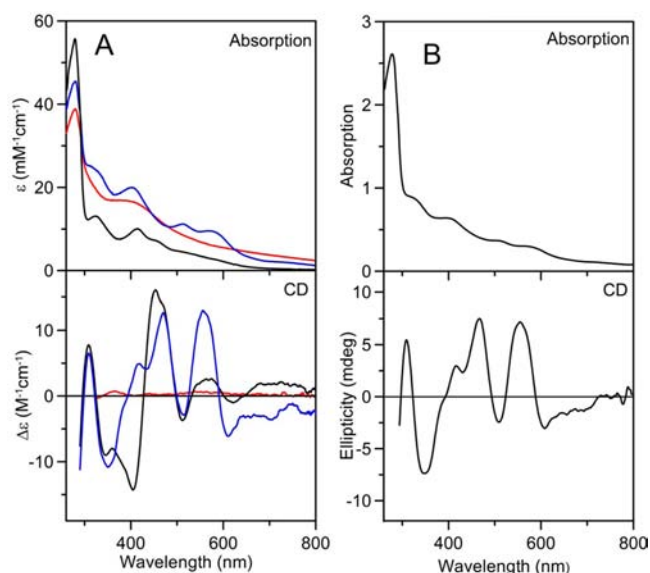 A
Absorption
60
40
20
0
ε (mM⁻¹cm⁻¹)
CD
10
0
-10
Δε (M⁻¹cm⁻¹)
400
600
800
Wavelength (nm)
B
Absorption
3
2
1
0
Absorption
CD
10
5
0
-5
-10
Ellipticity (mdeg)
400
600
800
Wavelength (nm)